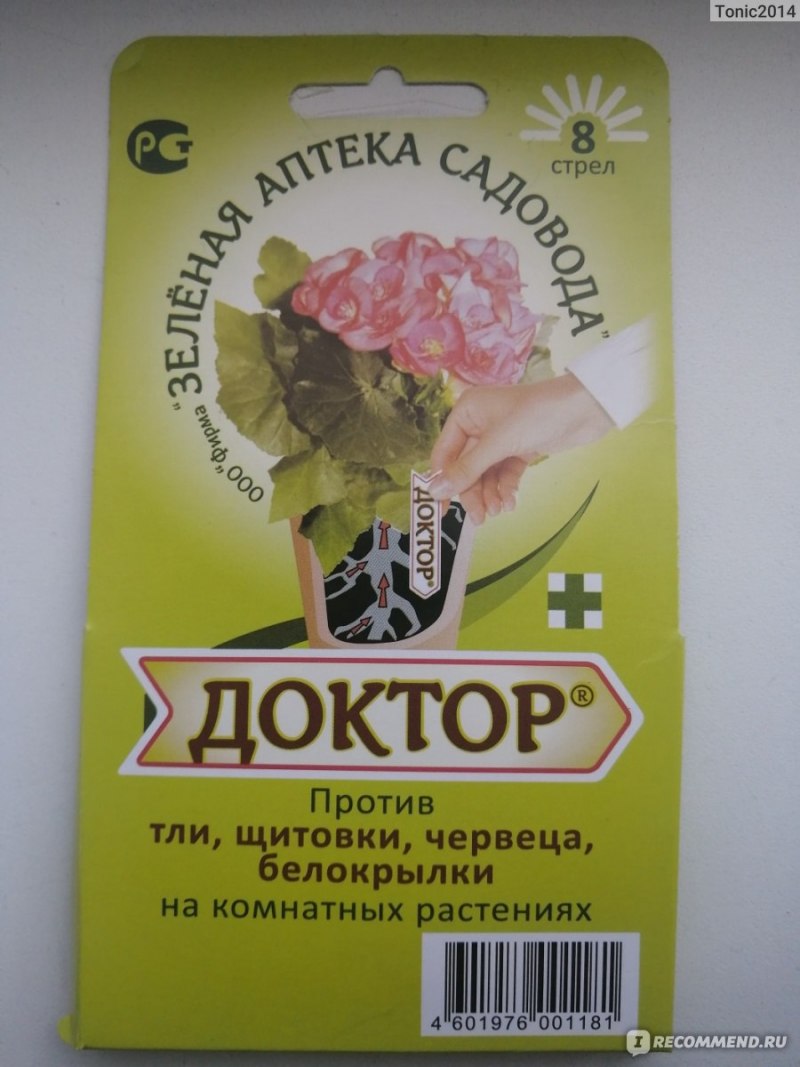 Tonic2014
РСТ
8
стрел
ООО "фирма
"ЗЕЛЁНАЯ АПТЕКА САДОВОДА"
ДОКТОР®
ДОКТОР®
Против
тли, щитовки, червеца,
белокрылки
на комнатных растениях
4 601976 001181
IRECOMMEND.RU